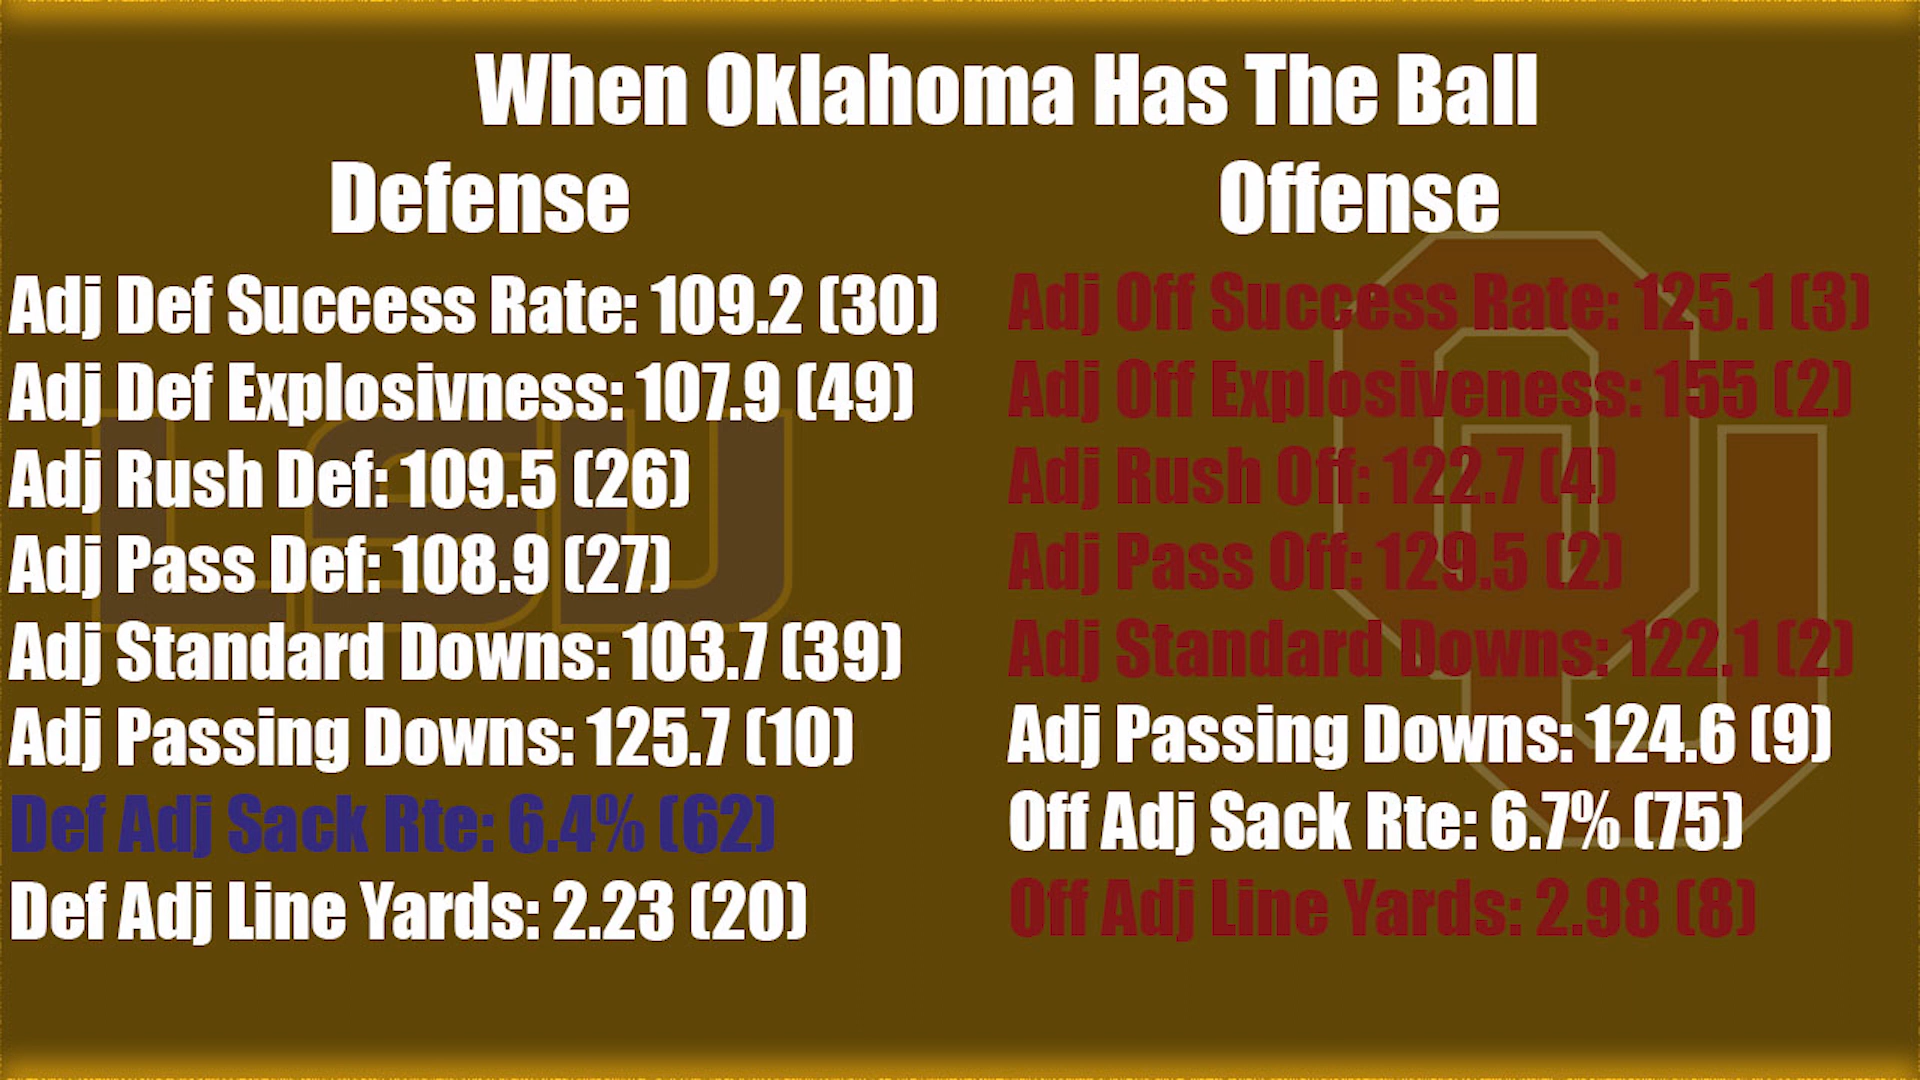 When Oklahoma Has The Ball
Defense
Adj Def Success Rate: 109.2 (30)
Adj Def Explosivness: 107.9 (49)
Adj Rush Def: 109.5 (26)
Adj Pass Def: 108.9 (27)
Adj Standard Downs: 103.7 (39)
Adj Passing Downs: 125.7 (10)
Def Adj Sack Rte: 6.4% (62)
Def Adj Line Yards: 2.23 (20)
LSU
Offense
Adj Off Success Rate: 125.1 (3)
Adj Off Explosiveness: 155 (2)
Adj Rush Off: 122.7 (4)
Adj Pass Off: 129.5 (2)
Adj Standard Downs: 122.1 (2)
Adj Passing Downs: 124.6 (9)
Off Adj Sack Rte: 6.7% (75)
Off Adj Line Yards: 2.98 (8)
OU